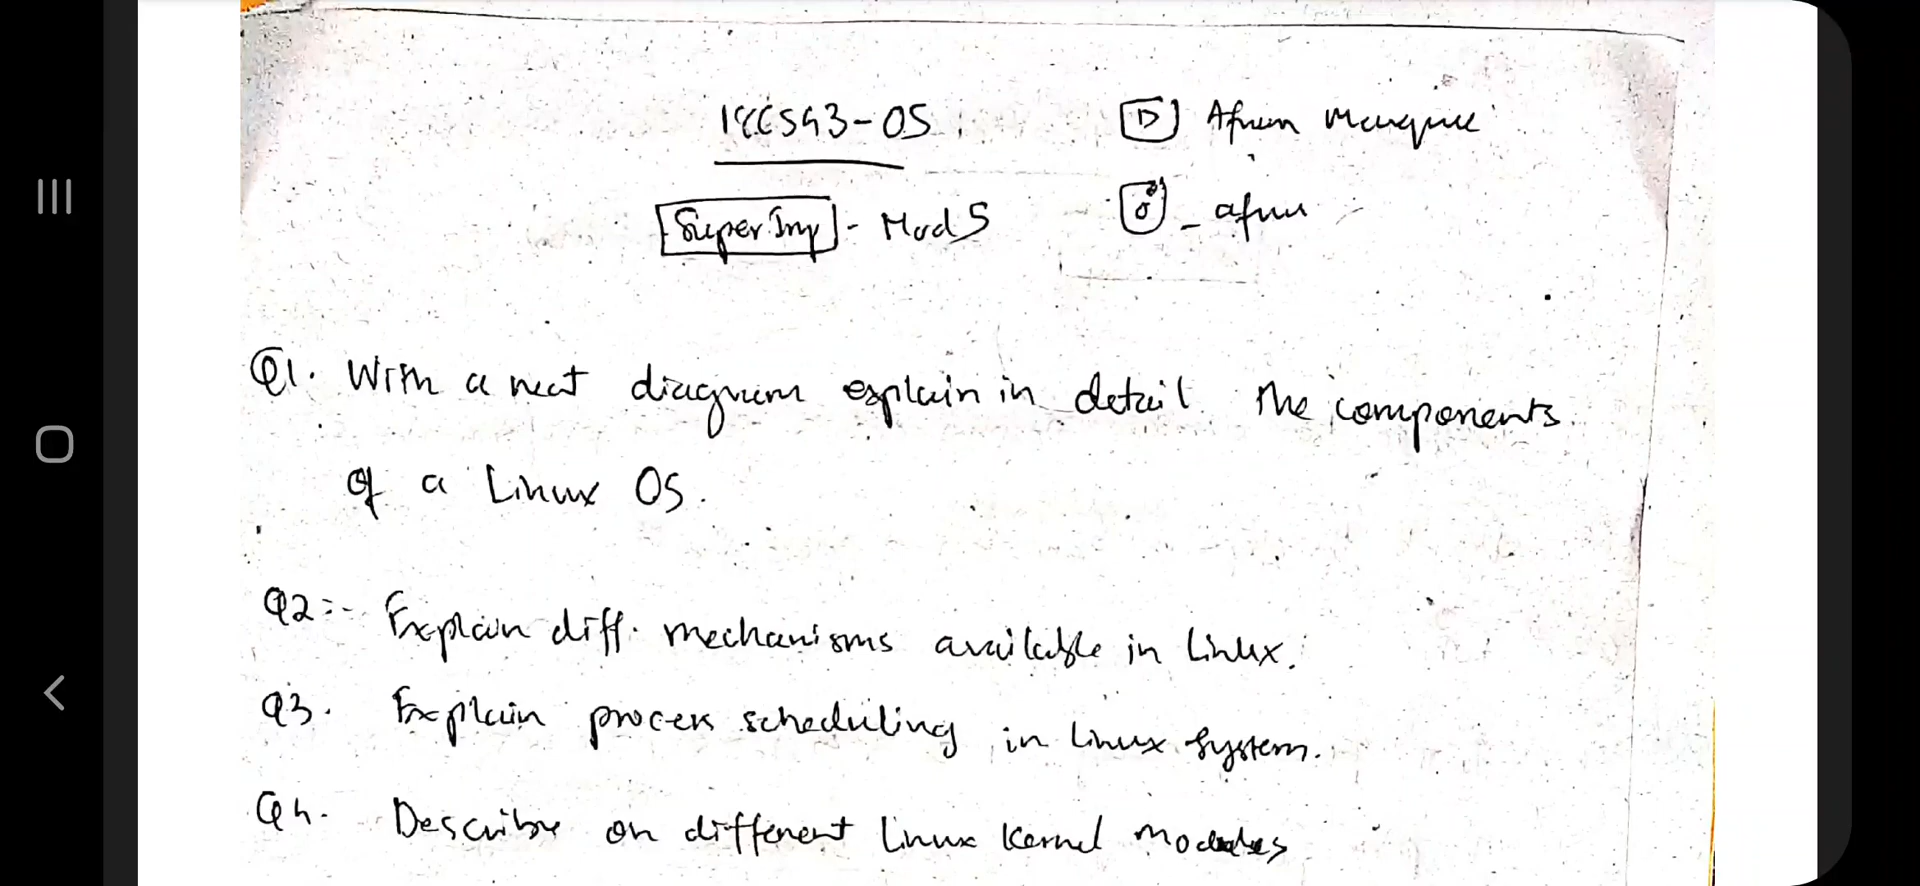 18CS43-OS
Afnan Marquee
Super Imp - Mod 5
_afnan
Q1. With a neat diagram explain in detail the components
of a Linux OS.
Q2:- Explain diff. mechanisms available in Linux.
Q3. Explain process scheduling in Linux System.
Q4. Describe on different Linux Kernel modules